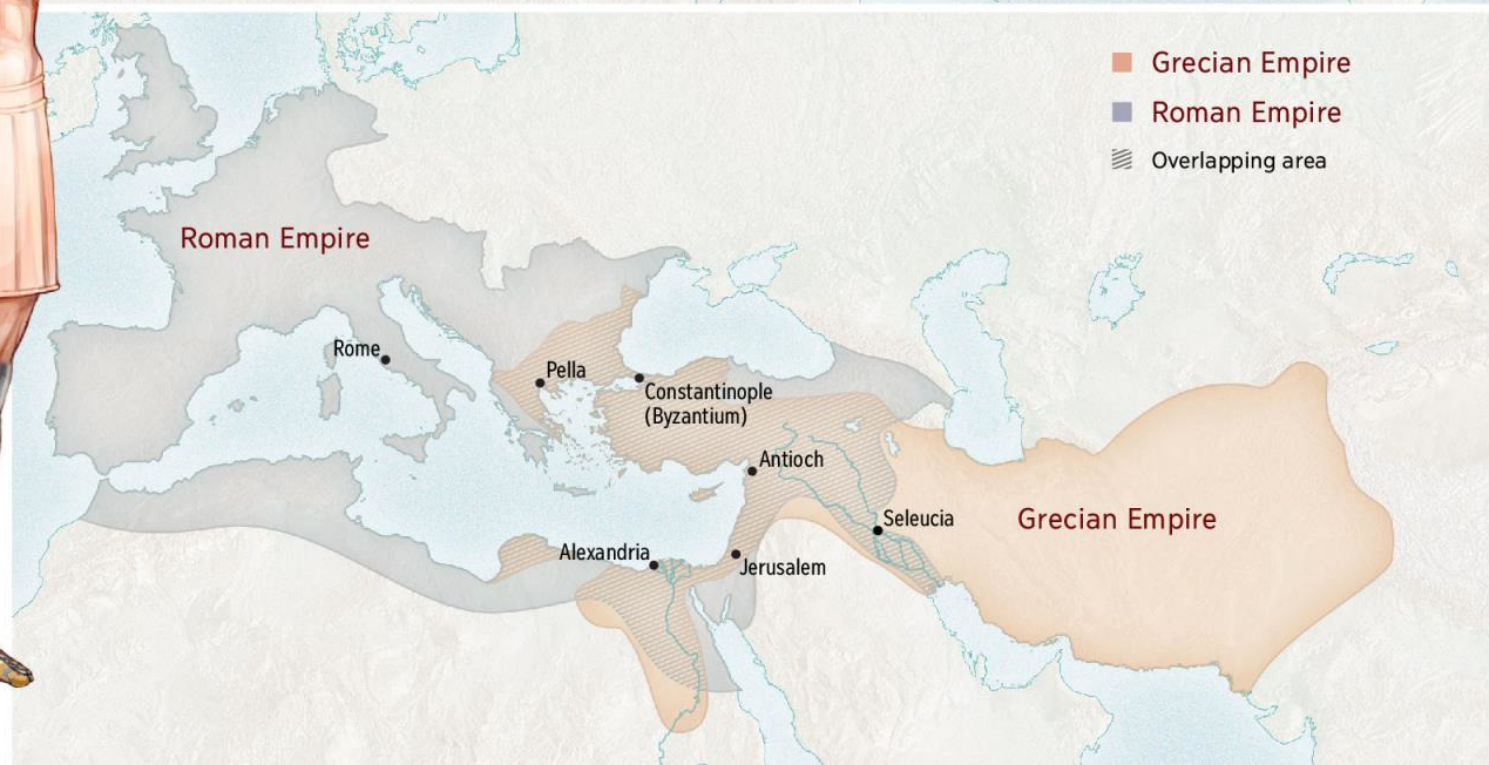 Grecian Empire
Roman Empire
Overlapping area
Roman Empire
Rome
Pella
Constantinople
(Byzantium)
Antioch
Seleucia
Grecian Empire
Alexandria
Jerusalem